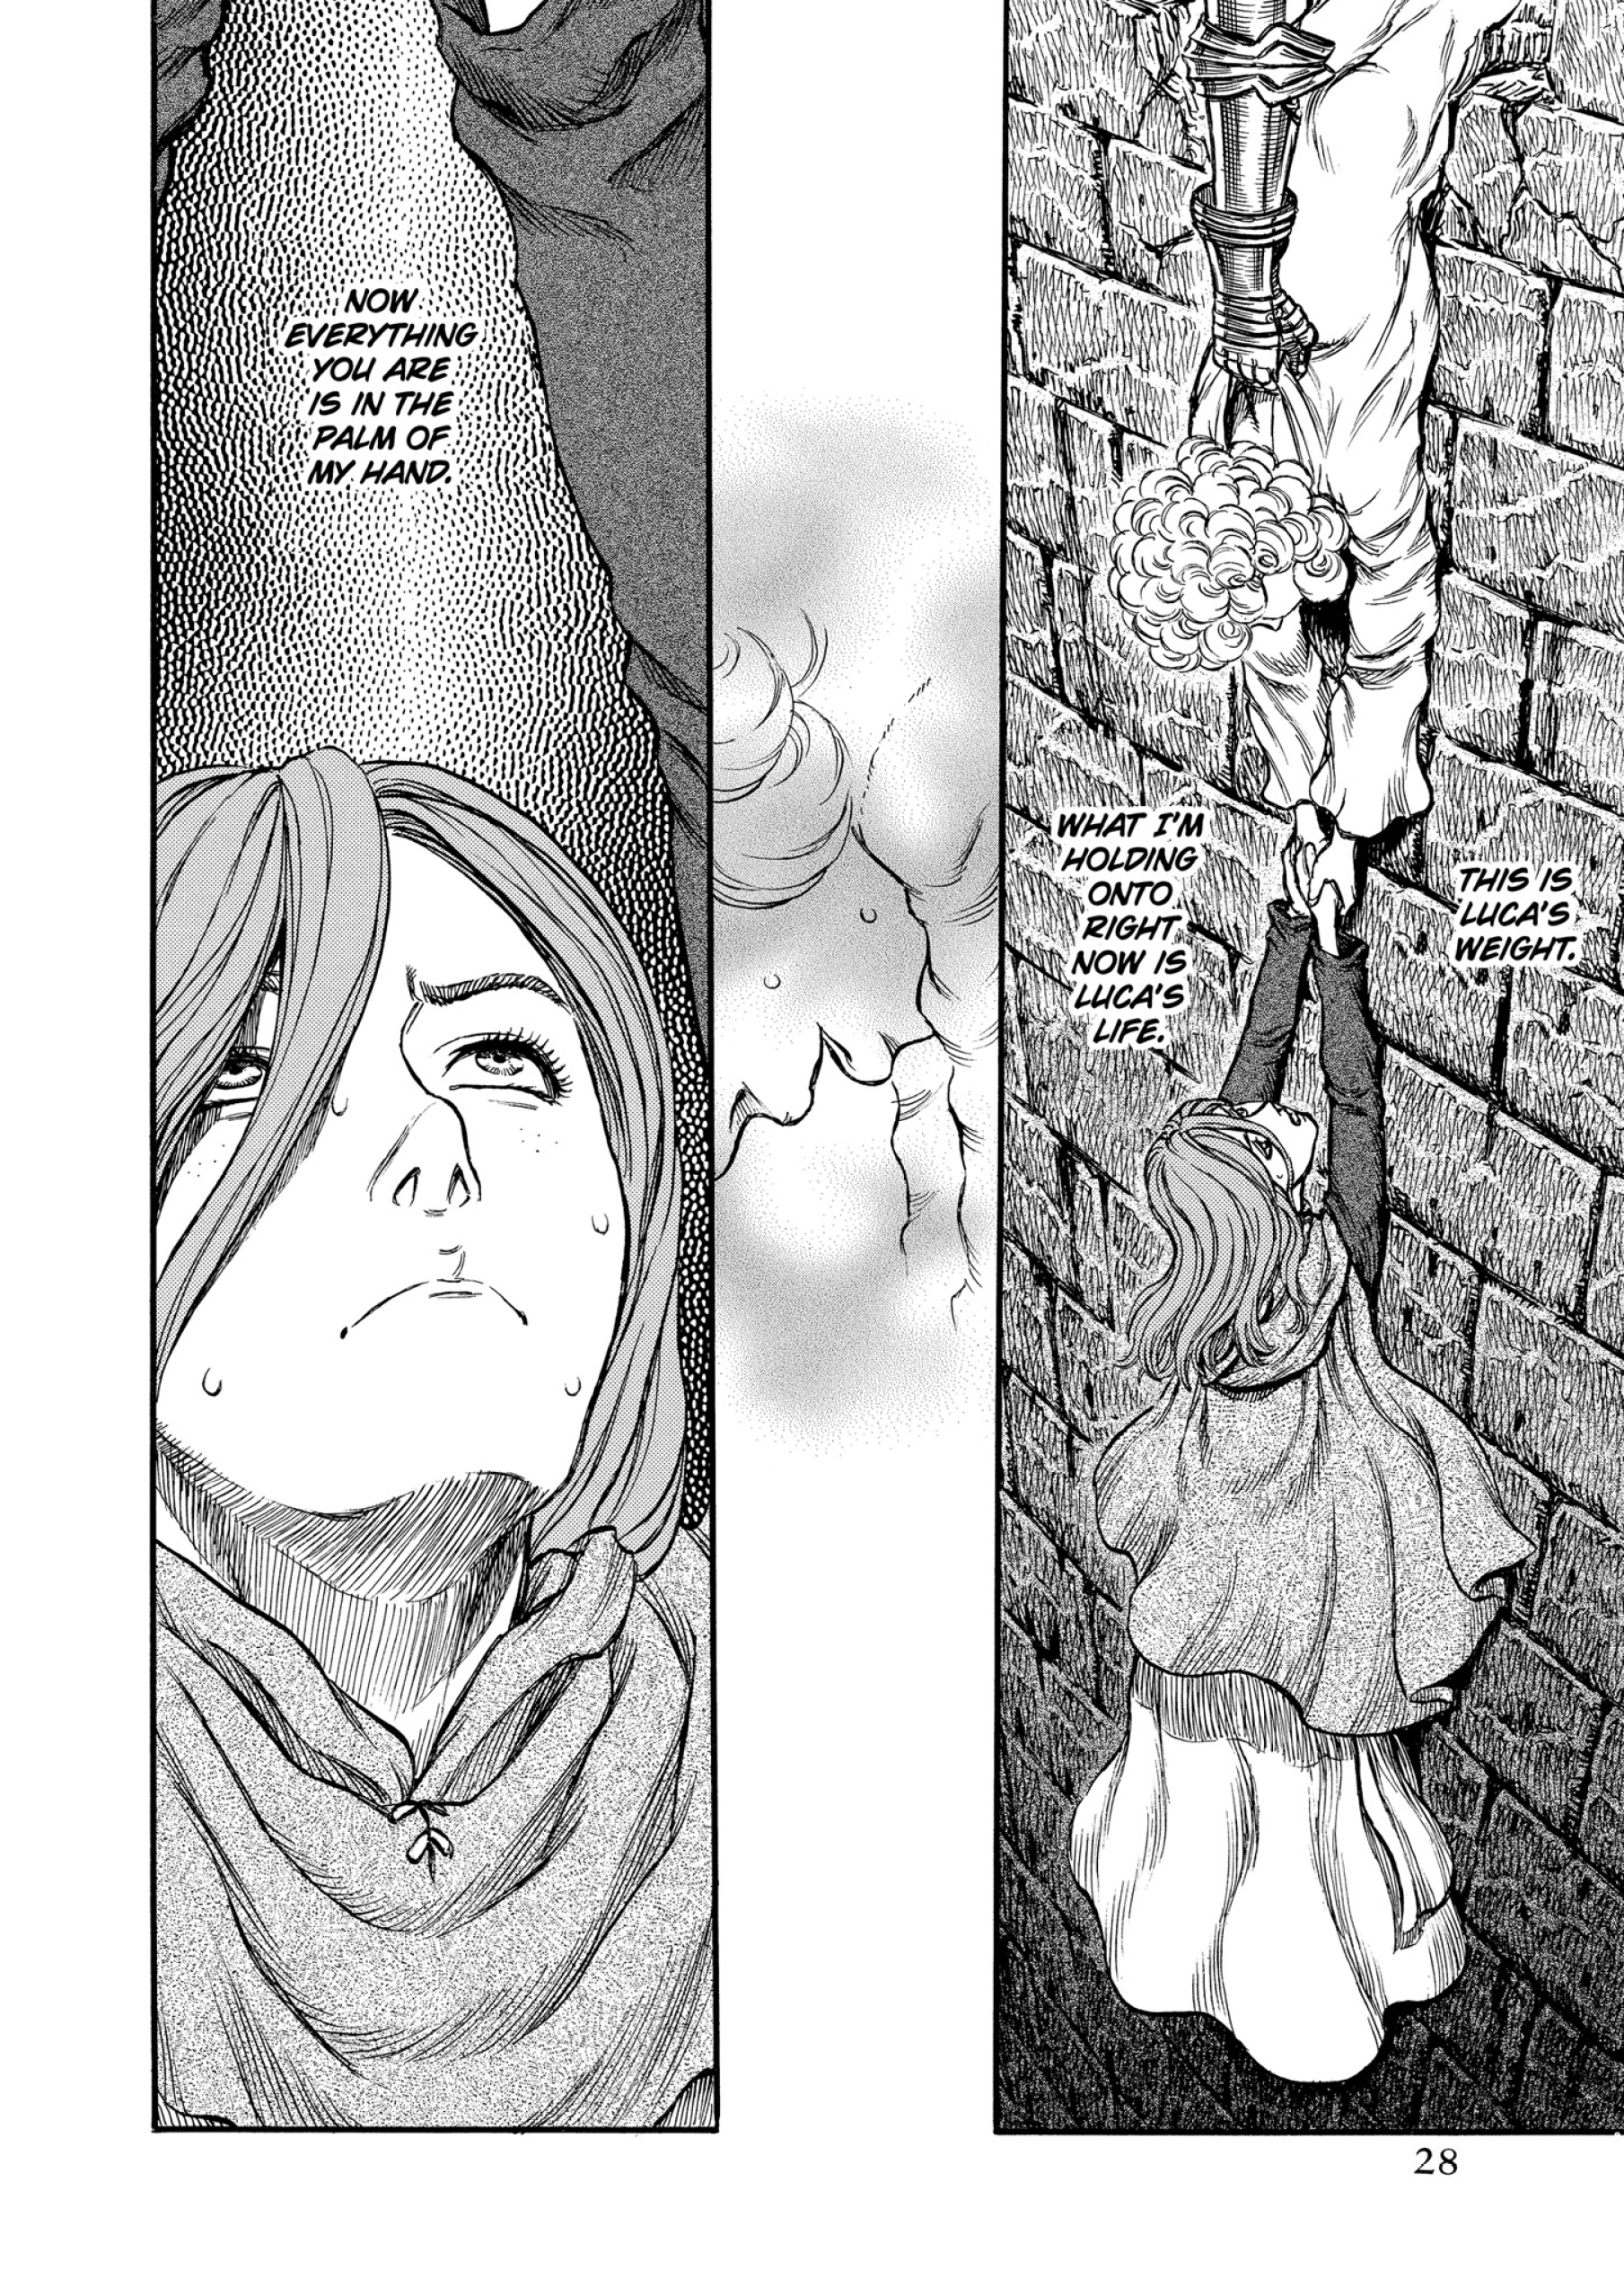 THIS IS
LUCA'S
WEIGHT.
WHAT I'M
HOLDING
ONTO
RIGHT
NOW IS
LUCA'S
LIFE.
NOW
EVERYTHING
YOU ARE
IS IN THE
PALM OF
MY HAND.
28